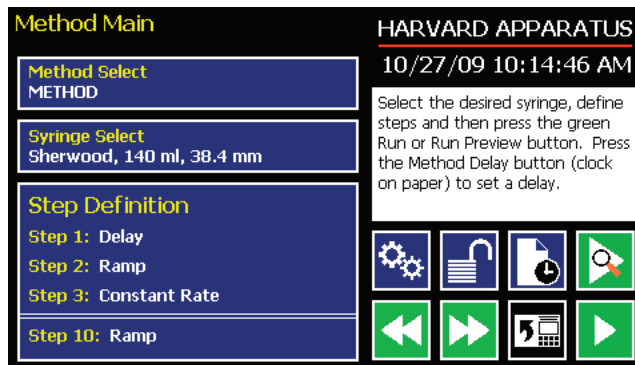 Method Main
Method Select
METHOD
Syringe Select
Sherwood, 140 ml, 38.4 mm
Step Definition
Step 1: Delay
Step 2: Ramp
Step 3: Constant Rate
Step 10: Ramp
HARVARD APPARATUS
10/27/09 10:14:46 AM
Select the desired syringe, define
steps and then press the green
Run or Run Preview button. Press
the Method Delay button (clock
on paper) to set a delay.